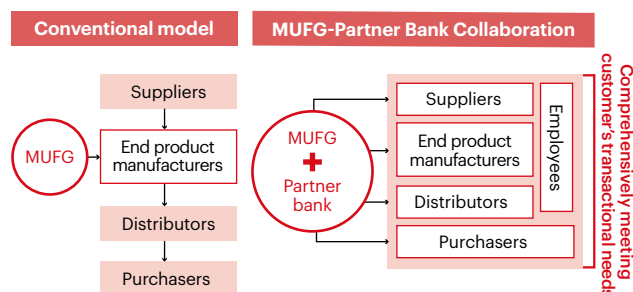 Conventional model
Suppliers
MUFG
End product
manufacturers
Distributors
Purchasers
MUFG-Partner Bank Collaboration
MUFG
+
Partner
bank
Suppliers
End product
manufacturers
Distributors
Purchasers
Employees
Comprehensively meeting
customer's transactional needs